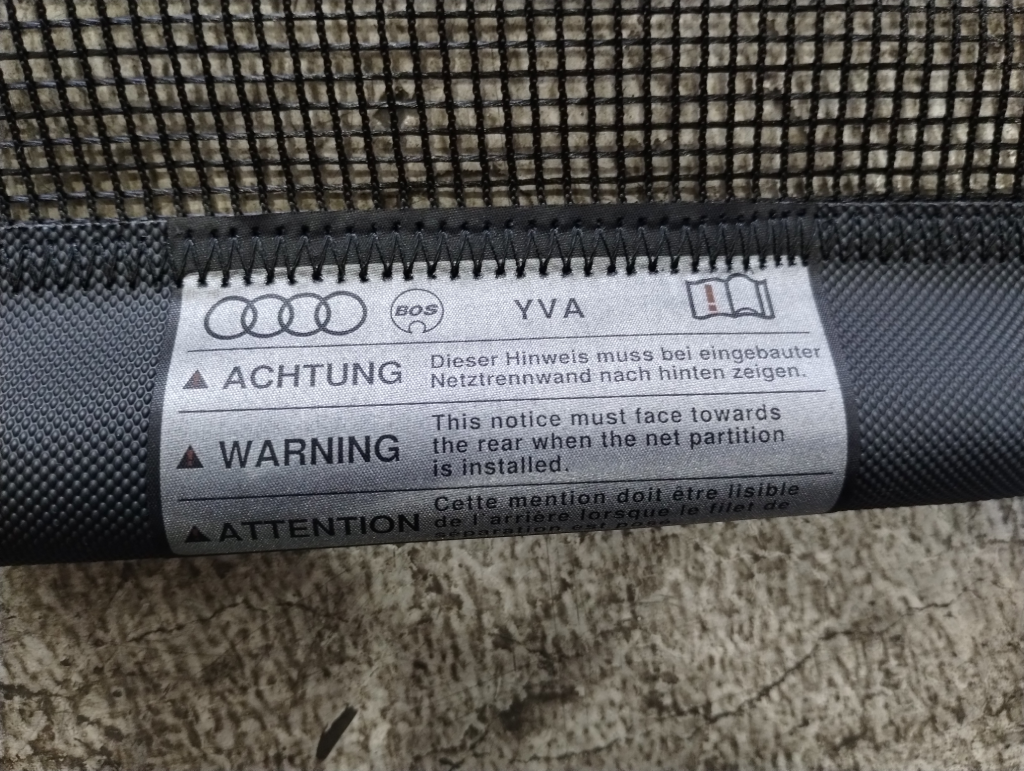 BOS YVA
ACHTUNG
Dieser Hinweis muss bei eingebauter
Netztrennwand nach hinten zeigen.
WARNING
This notice must face towards
the rear when the net partition
is installed.
ATTENTION
Cette mention doit être lisible
de l'arrière lorsque le filet de
séparation est